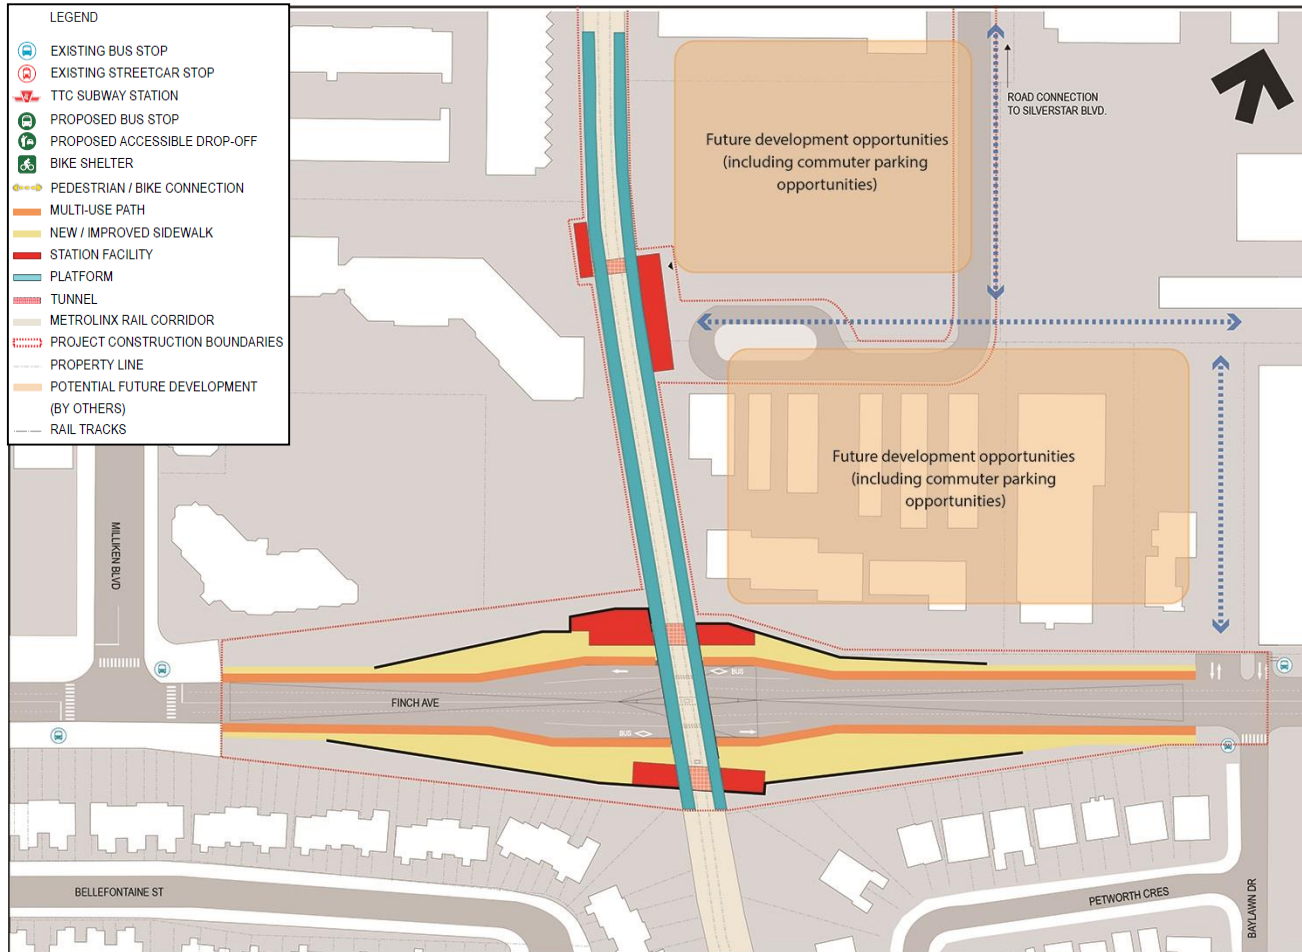 LEGEND
EXISTING BUS STOP
EXISTING STREETCAR STOP
TTC SUBWAY STATION
PROPOSED BUS STOP
PROPOSED ACCESSIBLE DROP-OFF
BIKE SHELTER
PEDESTRIAN / BIKE CONNECTION
MULTI-USE PATH
NEW / IMPROVED SIDEWALK
STATION FACILITY
PLATFORM
TUNNEL
METROLINX RAIL CORRIDOR
PROJECT CONSTRUCTION BOUNDARIES
PROPERTY LINE
POTENTIAL FUTURE DEVELOPMENT
(BY OTHERS)
RAIL TRACKS
ROAD CONNECTION
TO SILVERSTAR BLVD.
Future development opportunities
(including commuter parking
opportunities)
Future development opportunities
(including commuter parking
opportunities)
MILLIKEN BLVD
BUS
FINCH AVE
BUS
BELLEFONTAINE ST
PETWORTH CRES
BAYLAWN DR